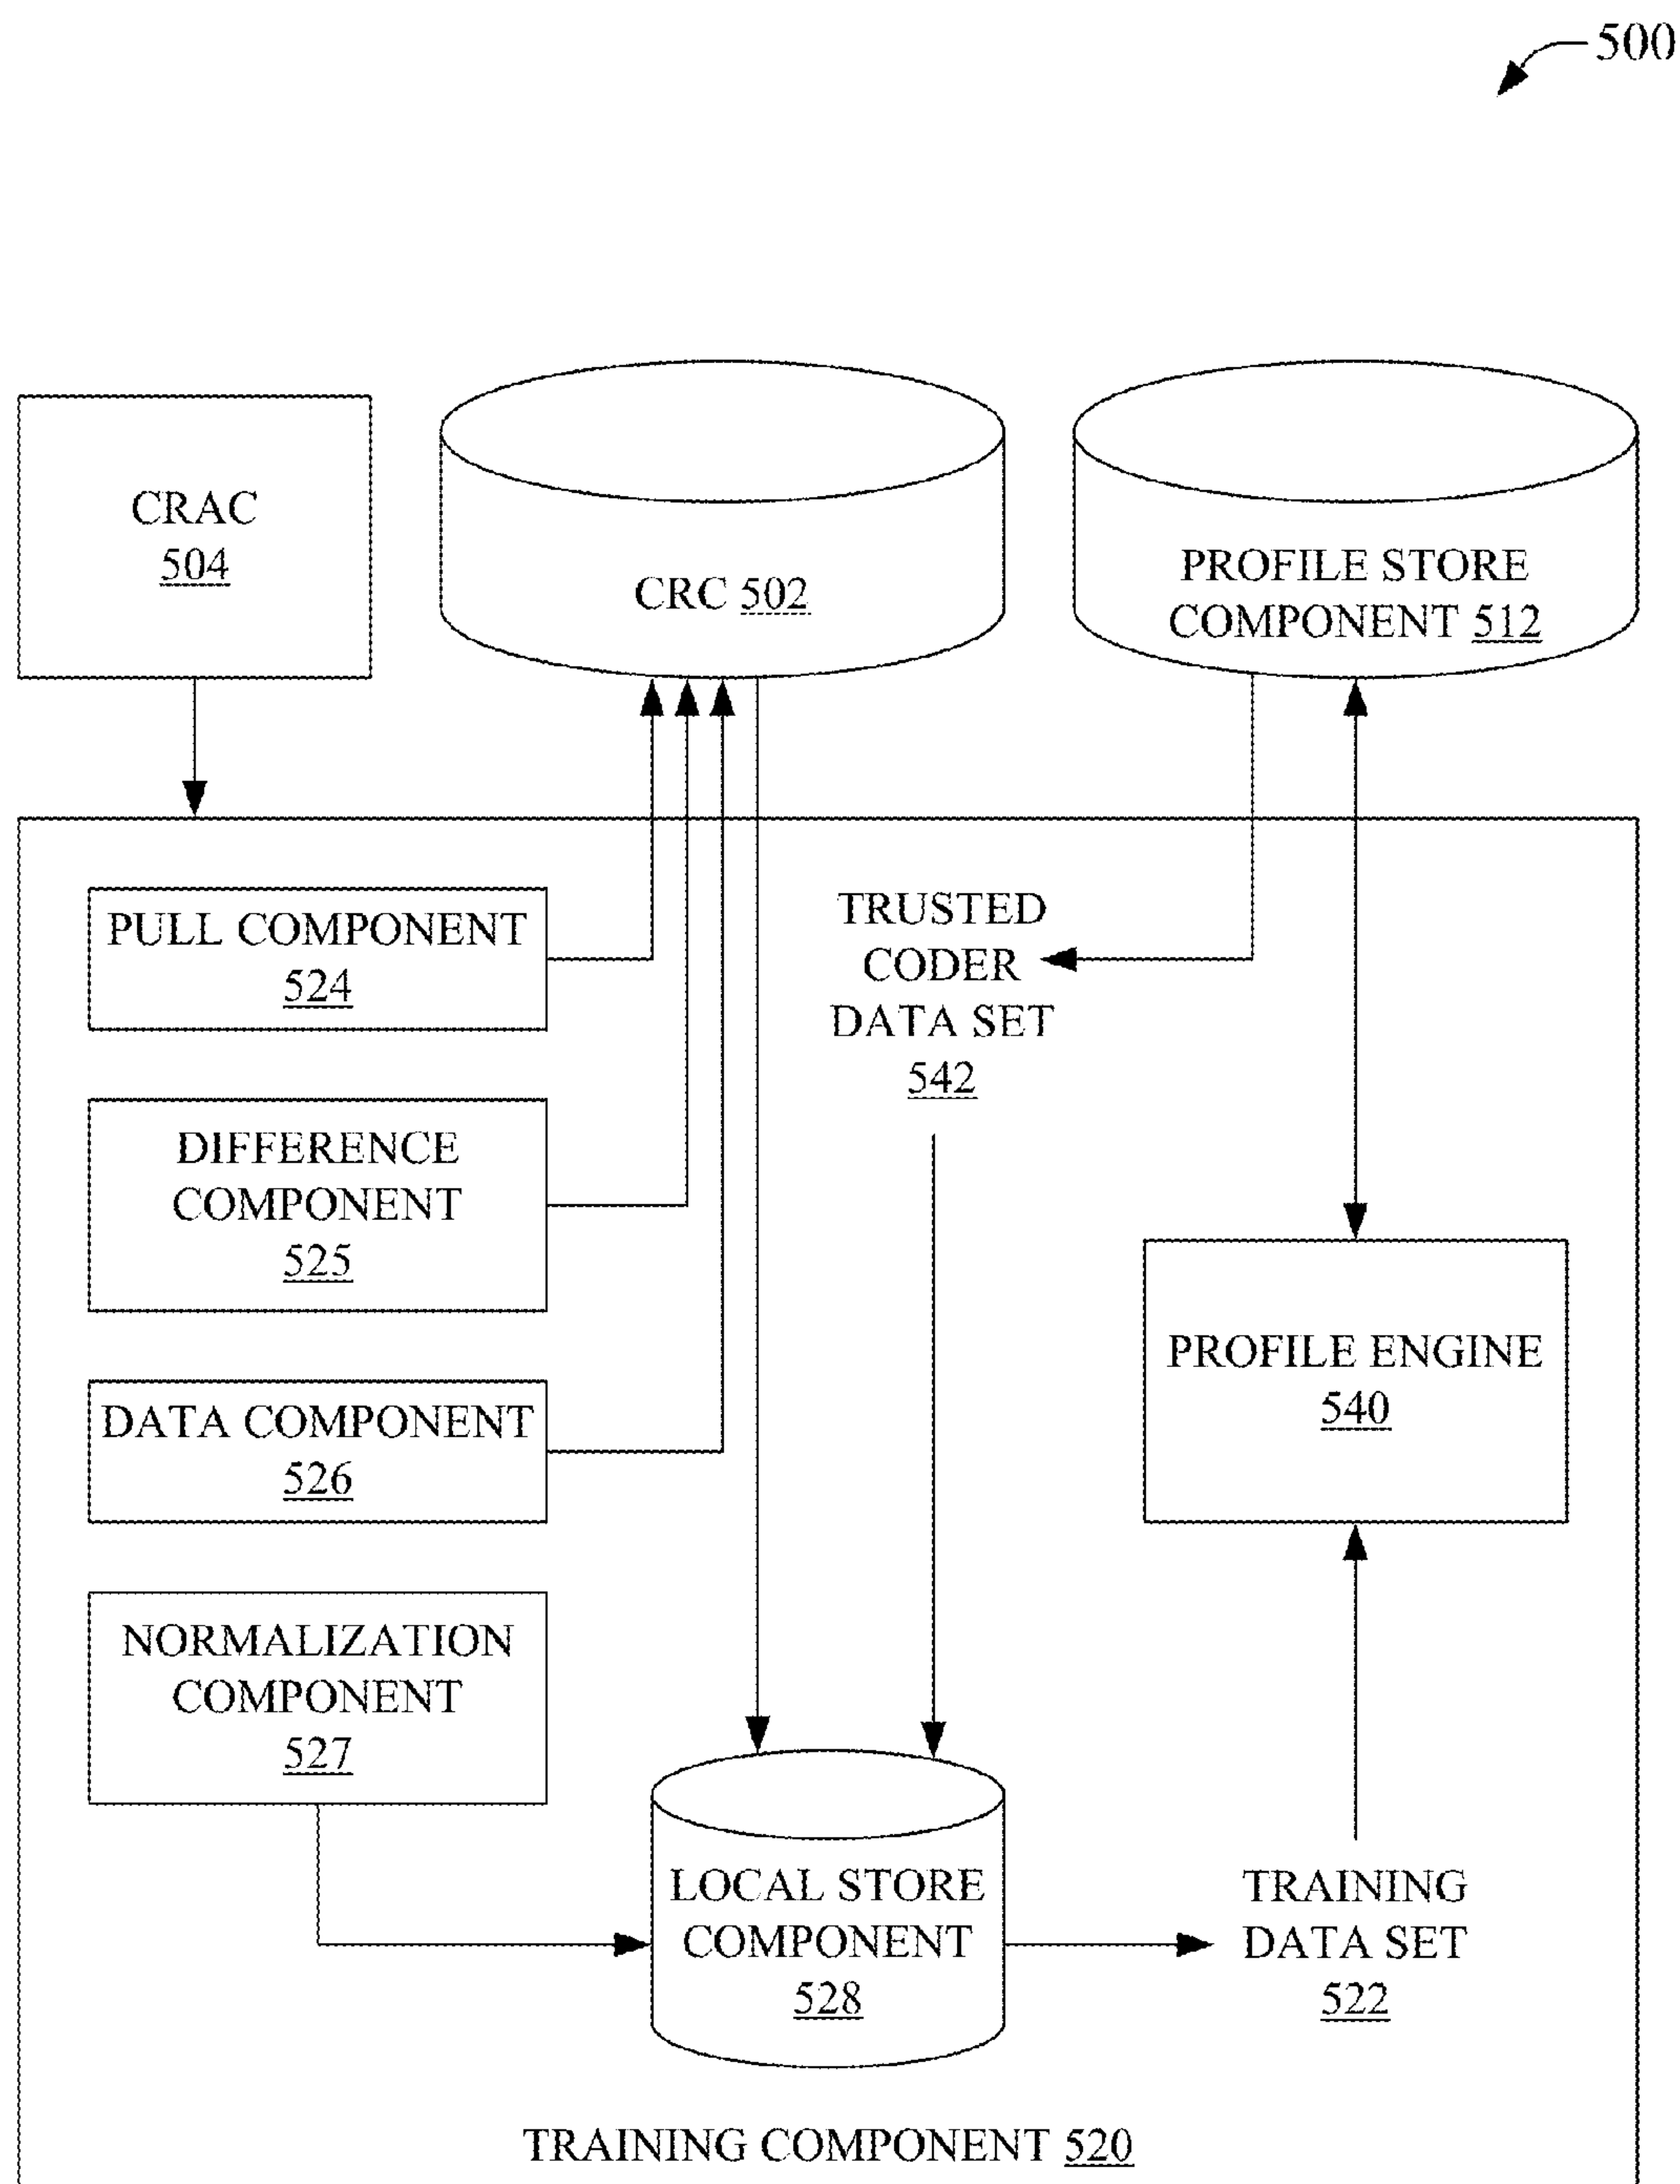 500
CRAC
504
CRC 502
PROFILE STORE
COMPONENT 512
PULL COMPONENT
524
TRUSTED
CODER
DATA SET
542
DIFFERENCE
COMPONENT
525
PROFILE ENGINE
540
DATA COMPONENT
526
NORMALIZATION
COMPONENT
527
LOCAL STORE
COMPONENT
528
TRAINING
DATA SET
522
TRAINING COMPONENT 520